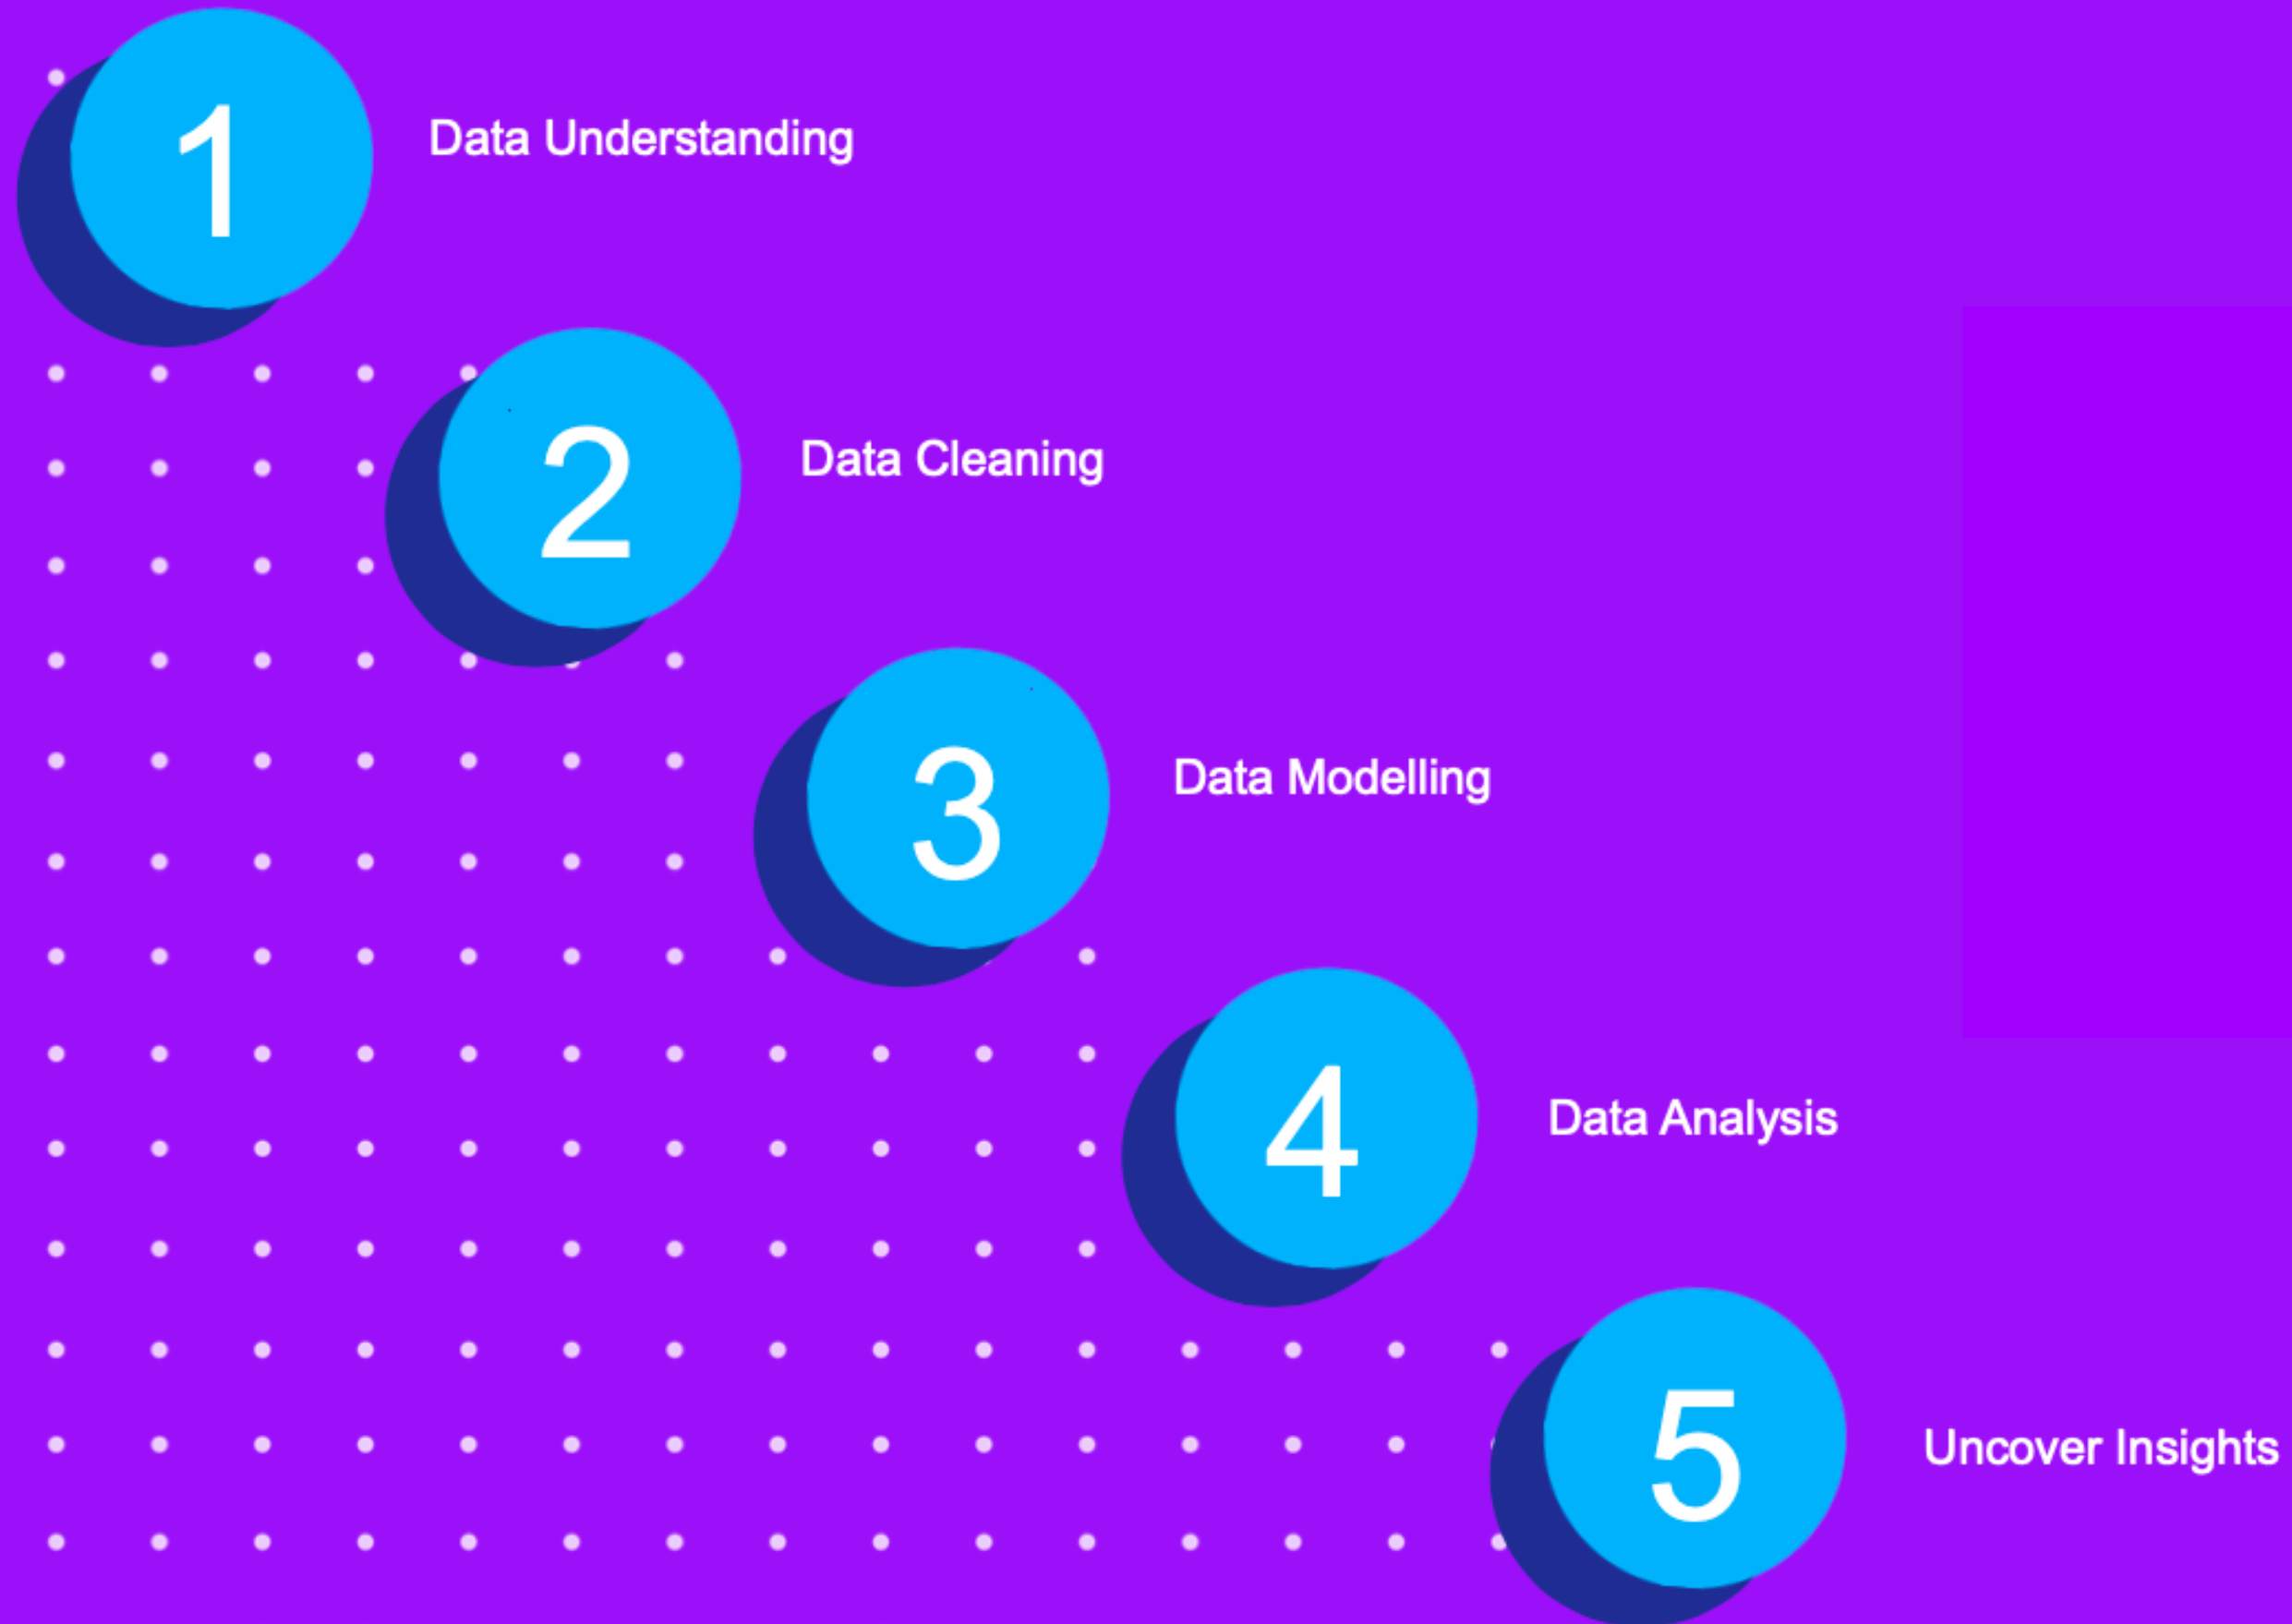 1
Data Understanding
2
Data Cleaning
3
Data Modelling
4
Data Analysis
5
Uncover Insights